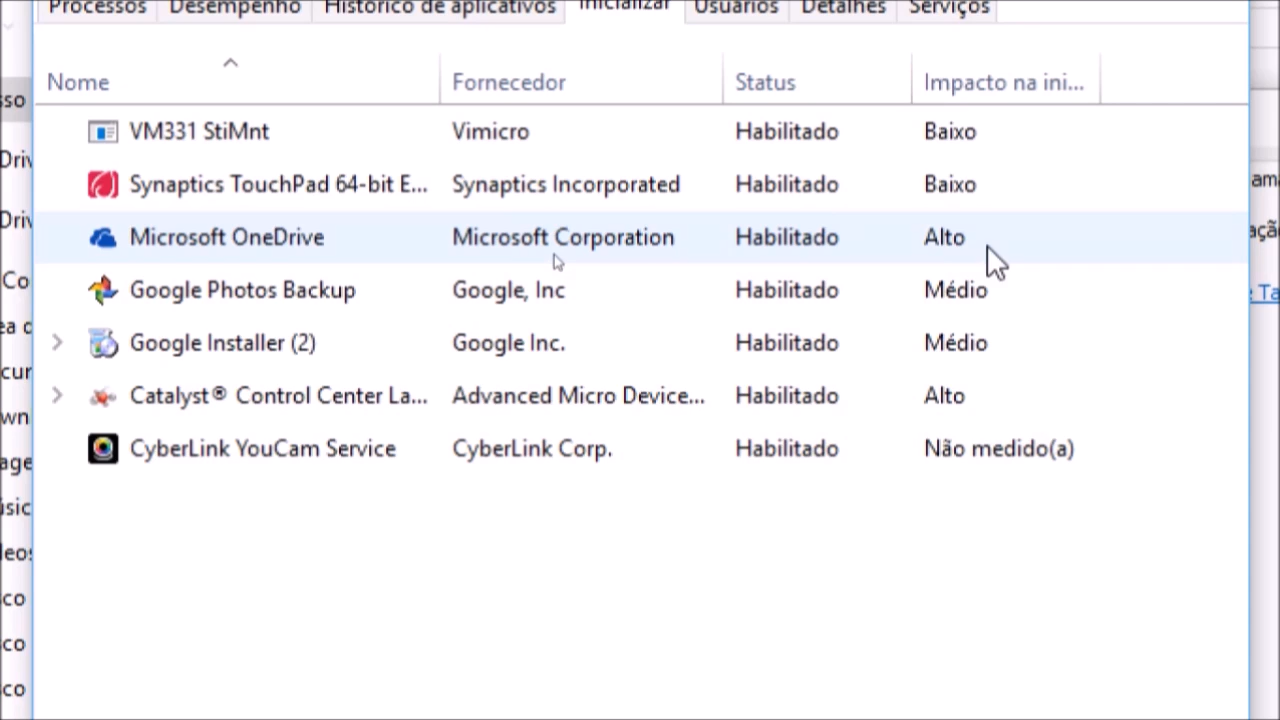 Processos Desempenho Histórico de aplicativos Inicializar Usuários Detalhes Serviços
Nome Fornecedor Status Impacto na ini...
VM331 StiMnt Vimicro Habilitado Baixo
Synaptics TouchPad 64-bit E... Synaptics Incorporated Habilitado Baixo
Microsoft OneDrive Microsoft Corporation Habilitado Alto
Google Photos Backup Google, Inc Habilitado Médio
Google Installer (2) Google Inc. Habilitado Médio
Catalyst® Control Center La... Advanced Micro Device... Habilitado Alto
CyberLink YouCam Service CyberLink Corp. Habilitado Não medido(a)